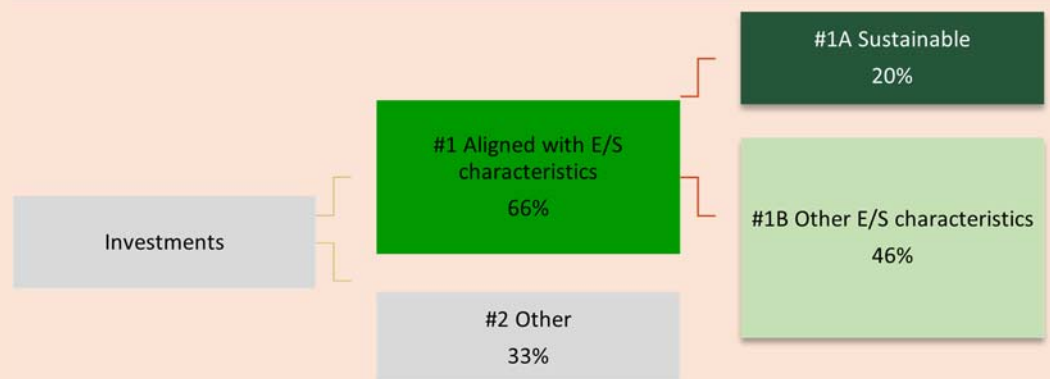 Investments
#1 Aligned with E/S
characteristics
66%
#2 Other
33%
#1A Sustainable
20%
#1B Other E/S characteristics
46%